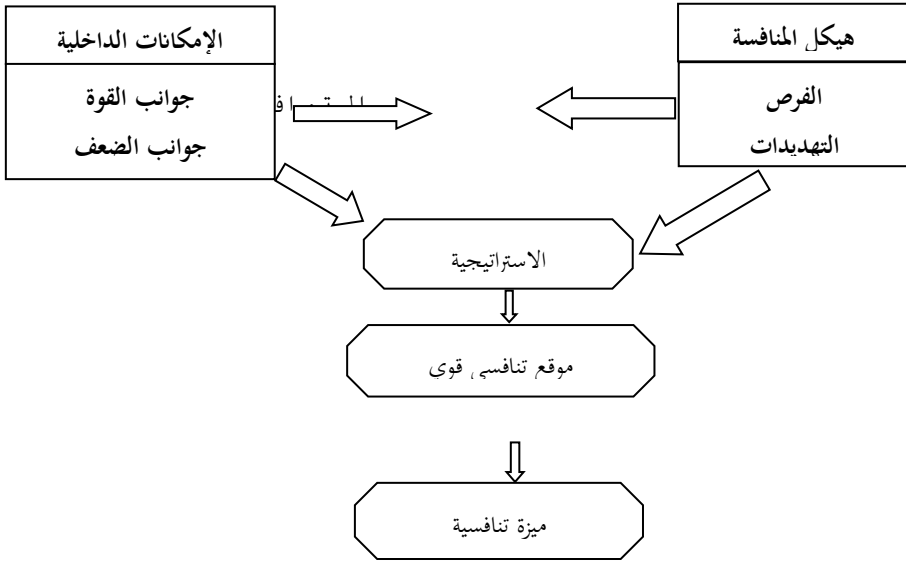 هيكل المنافسة
الفرص
التهديدات
الإمكانات الداخلية
جوانب القوة
جوانب الضعف
الاستراتيجية
موقع تنافسي قوي
ميزة تنافسية